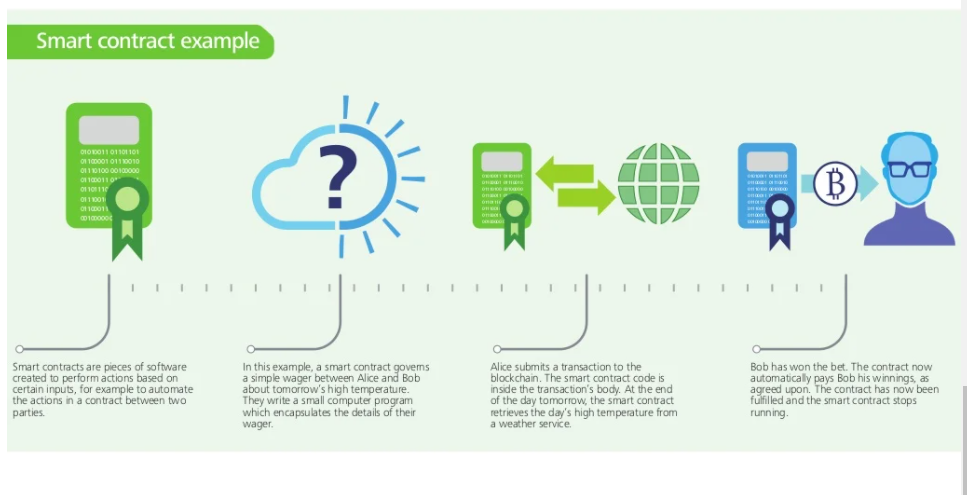 Smart contract example
01010011 01101101
01100001 01110010
01110100 00100000
?
Smart contracts are pieces of software
created to perform actions based on
certain inputs, for example to automate
the actions in a contract between two
parties.
In this example, a smart contract governs
a simple wager between Alice and Bob
about tomorrow's high temperature.
They write a small computer program
which encapsulates the details of their
wager.
Alice submits a transaction to the
blockchain. The smart contract code is
inside the transaction's body. At the end
of the day tomorrow, the smart contract
retrieves the day's high temperature from
a weather service.
Bob has won the bet. The contract now
automatically pays Bob his winnings, as
agreed upon. The contract has now been
fulfilled and the smart contract stops
running.